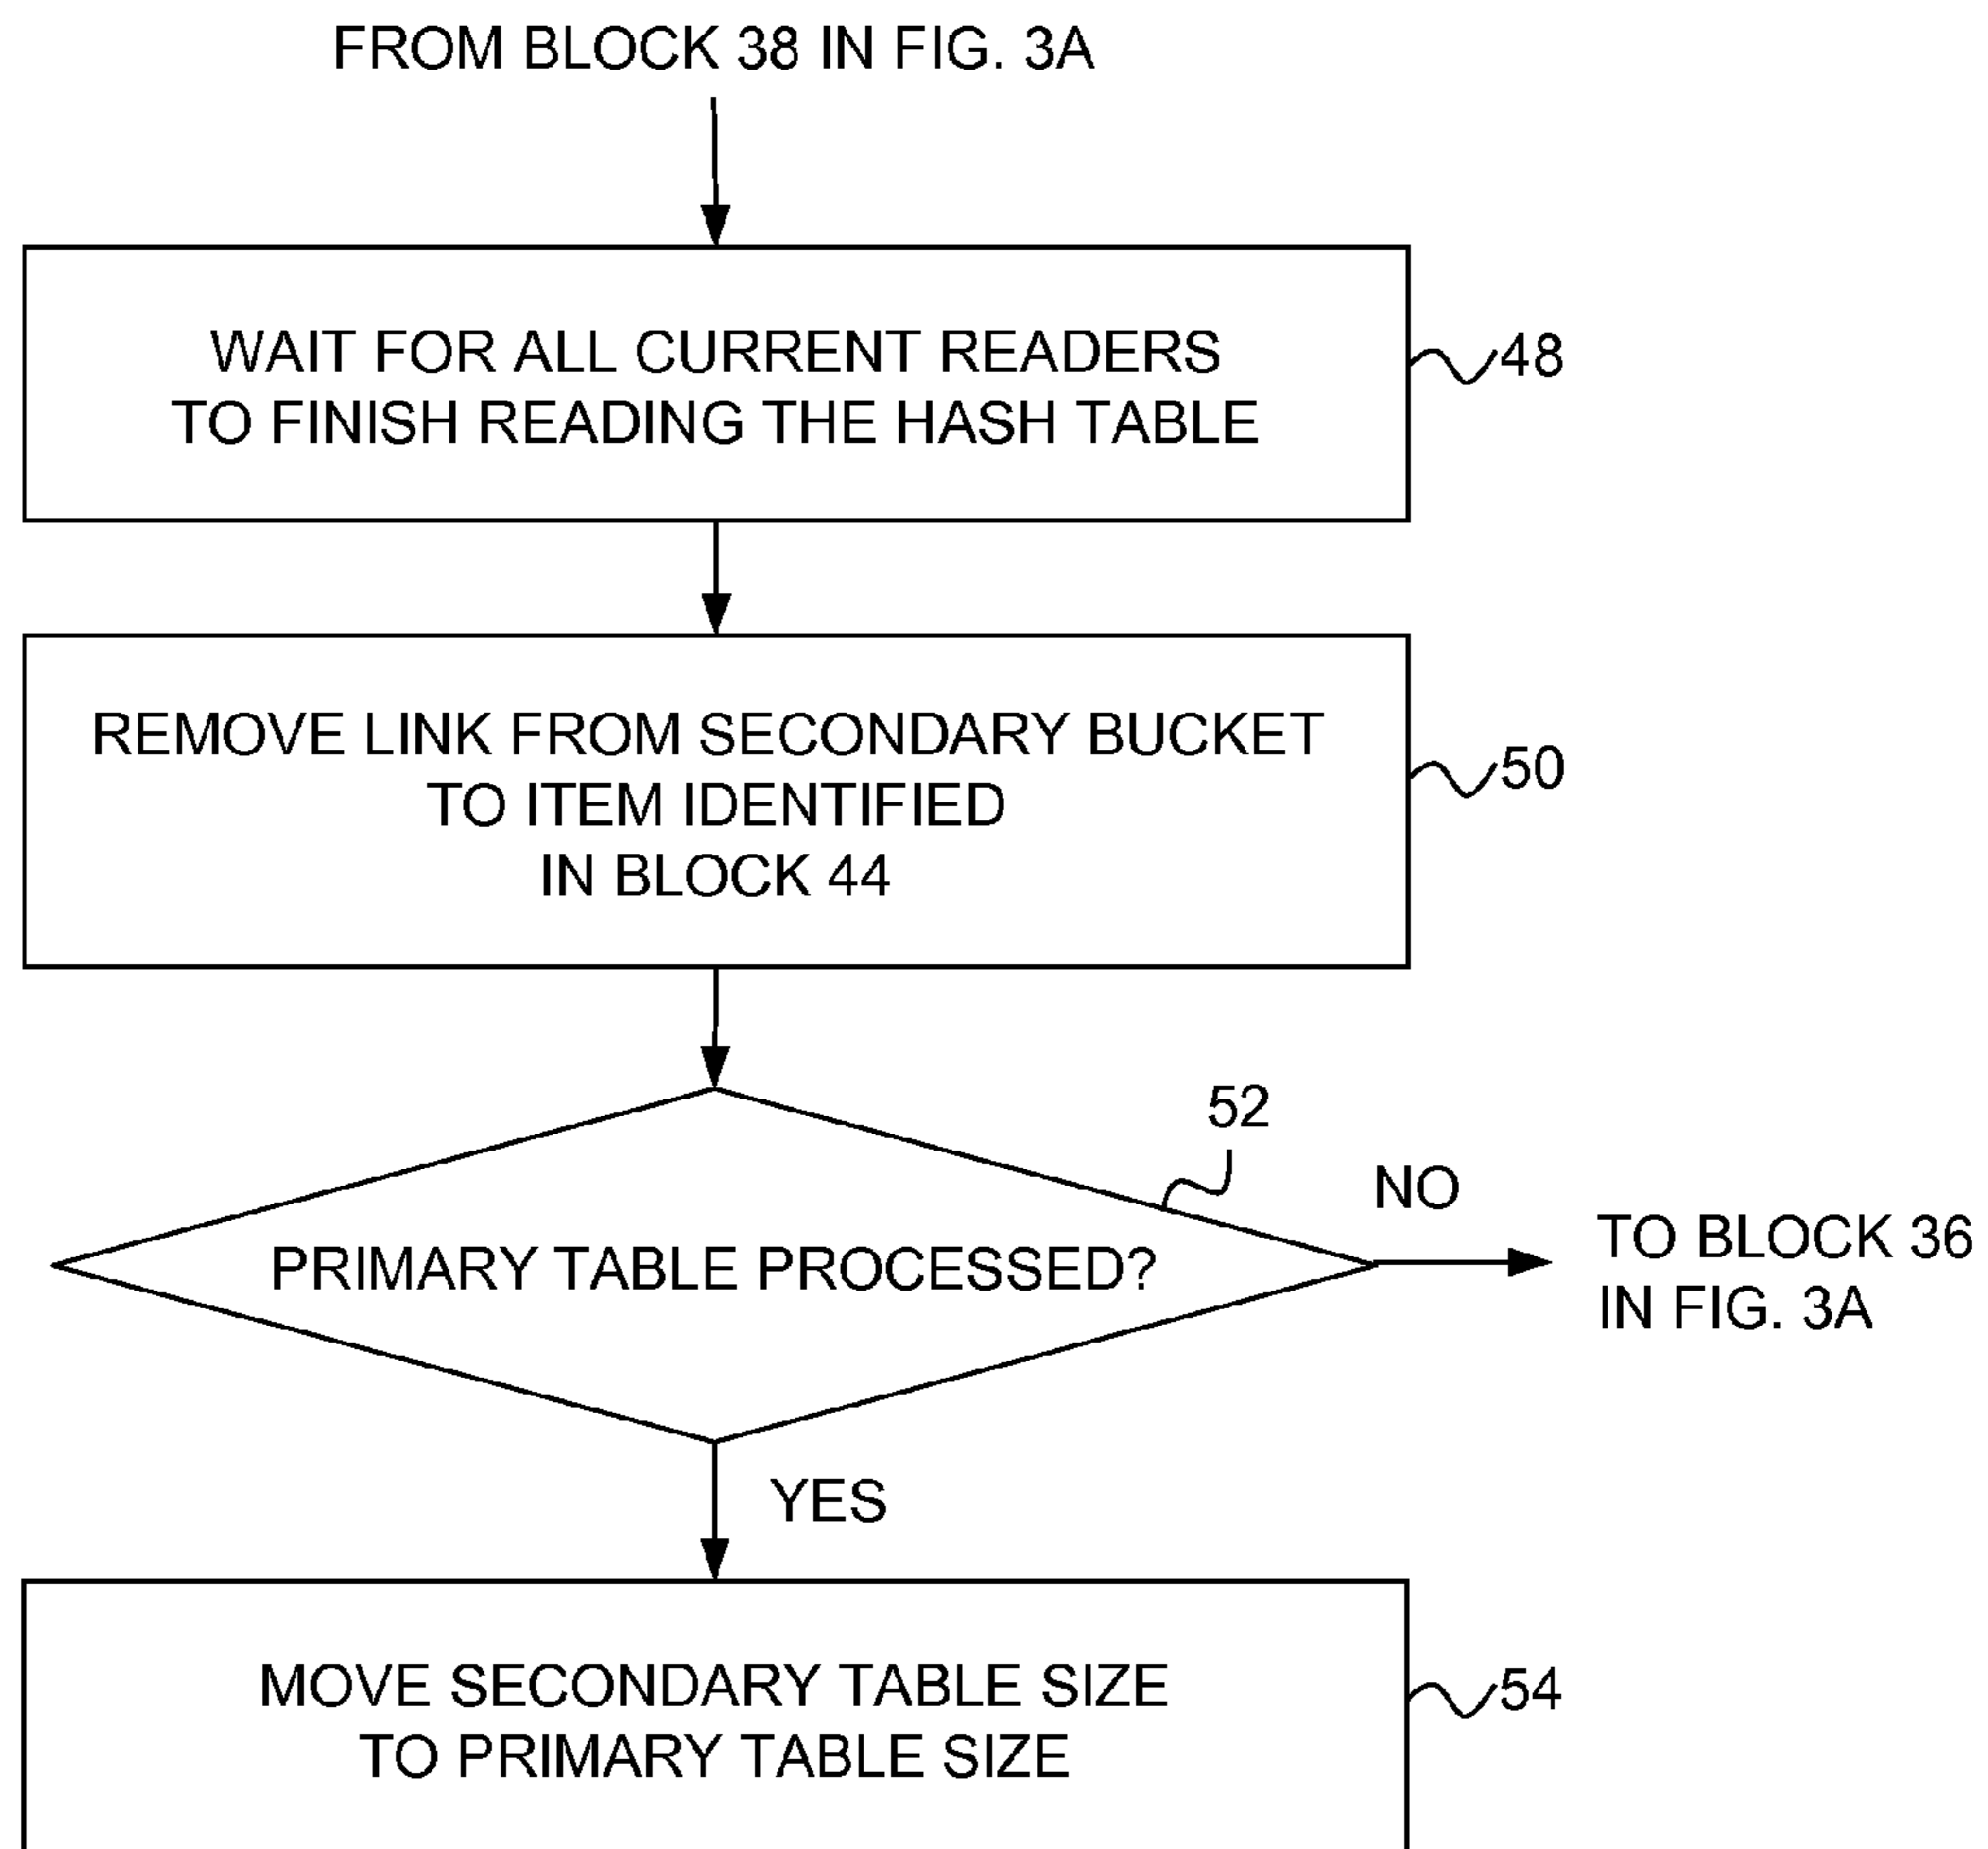 FROM BLOCK 38 IN FIG. 3A
WAIT FOR ALL CURRENT READERS
TO FINISH READING THE HASH TABLE
48
REMOVE LINK FROM SECONDARY BUCKET
TO ITEM IDENTIFIED
IN BLOCK 44
50
52
PRIMARY TABLE PROCESSED?
NO
TO BLOCK 36
IN FIG. 3A
YES
MOVE SECONDARY TABLE SIZE
TO PRIMARY TABLE SIZE
54